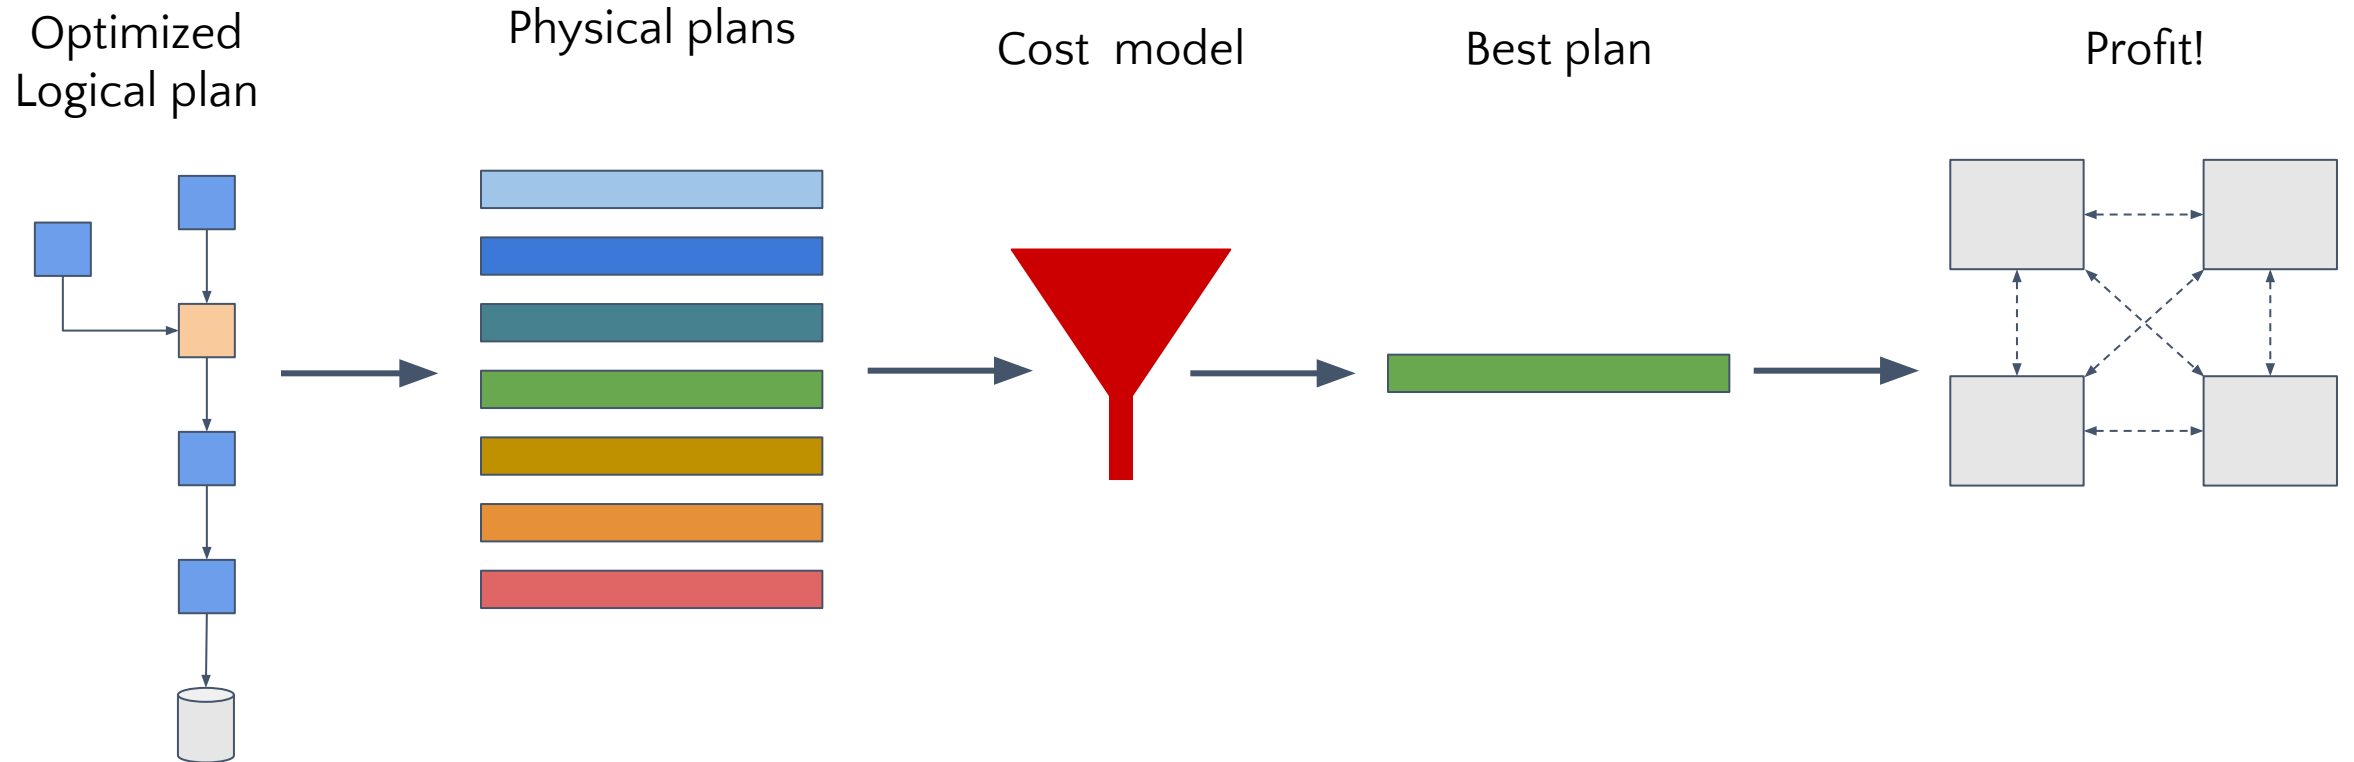 Optimized
Logical plan
Physical plans
Cost model
Best plan
Profit!